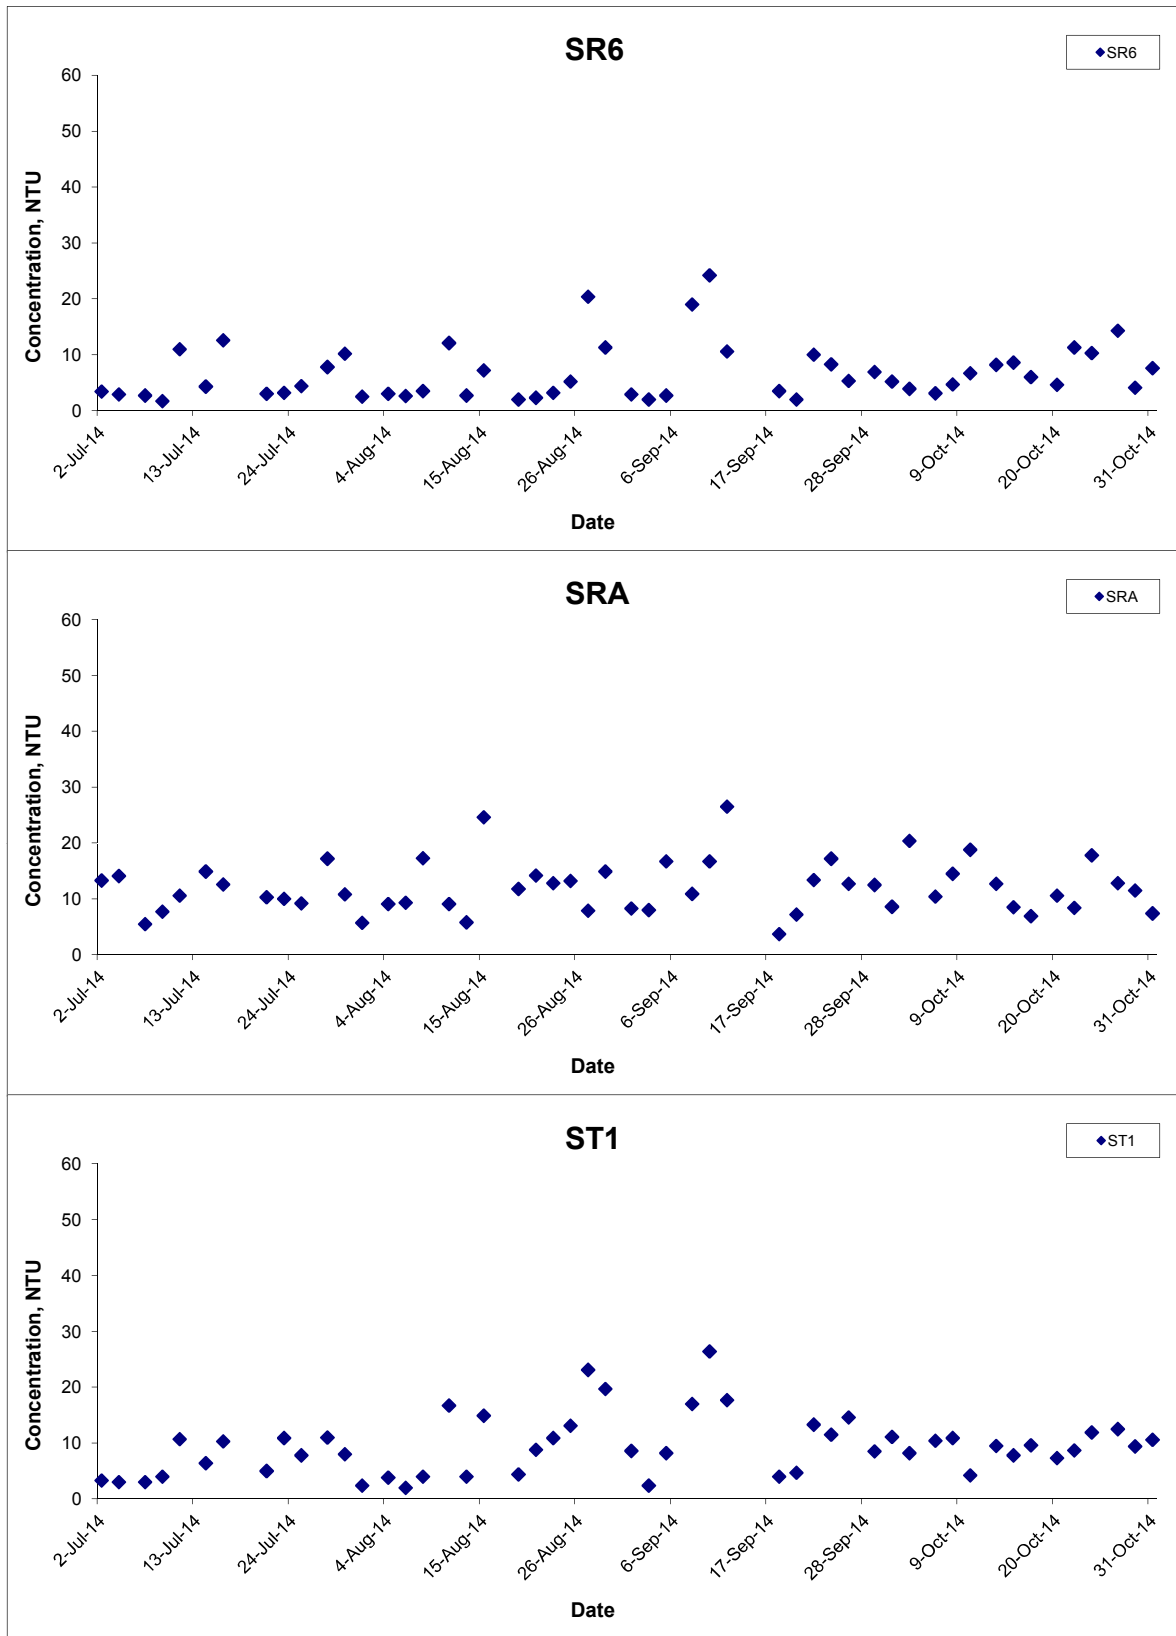 SR6
SR6
60
50
40
30
20
10
0
Concentration, NTU
2-Jul-14
13-Jul-14
24-Jul-14
4-Aug-14
15-Aug-14
26-Aug-14
6-Sep-14
17-Sep-14
28-Sep-14
9-Oct-14
20-Oct-14
31-Oct-14
Date
SRA
SRA
60
50
40
30
20
10
0
Concentration, NTU
2-Jul-14
13-Jul-14
24-Jul-14
4-Aug-14
15-Aug-14
26-Aug-14
6-Sep-14
17-Sep-14
28-Sep-14
9-Oct-14
20-Oct-14
31-Oct-14
Date
ST1
ST1
60
50
40
30
20
10
0
Concentration, NTU
2-Jul-14
13-Jul-14
24-Jul-14
4-Aug-14
15-Aug-14
26-Aug-14
6-Sep-14
17-Sep-14
28-Sep-14
9-Oct-14
20-Oct-14
31-Oct-14
Date